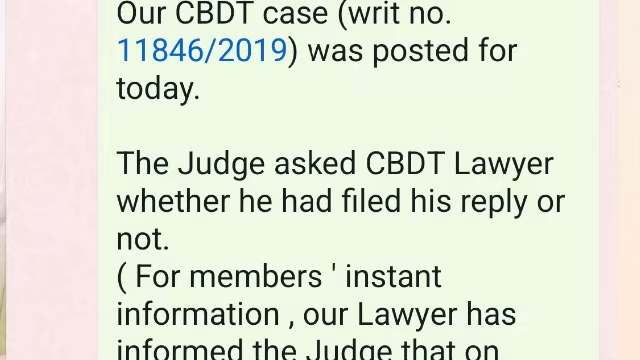 Our CBDT case (writ no.
11846/2019) was posted for
today.
The Judge asked CBDT Lawyer
whether he had filed his reply or
not.
( For members ' instant
information , our Lawyer has
informed the Judge that on